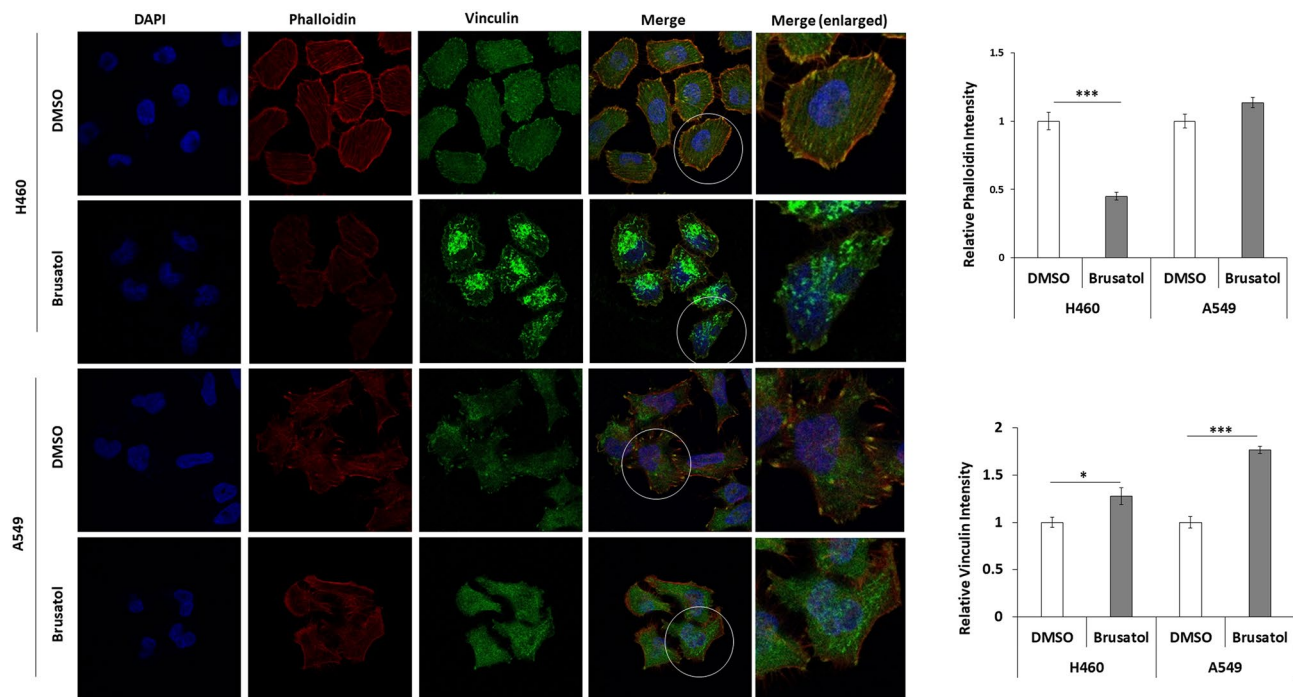 DAPI Phalloidin Vinculin Merge Merge (enlarged)
H460
DMSO
Brusatol
A549
DMSO
Brusatol
Relative Phalloidin Intensity
1.5
1
0.5
0
***
DMSO Brusatol DMSO Brusatol
H460 A549
Relative Vinculin Intensity
2
1.5
1
0.5
0
*
***
DMSO Brusatol DMSO Brusatol
H460 A549